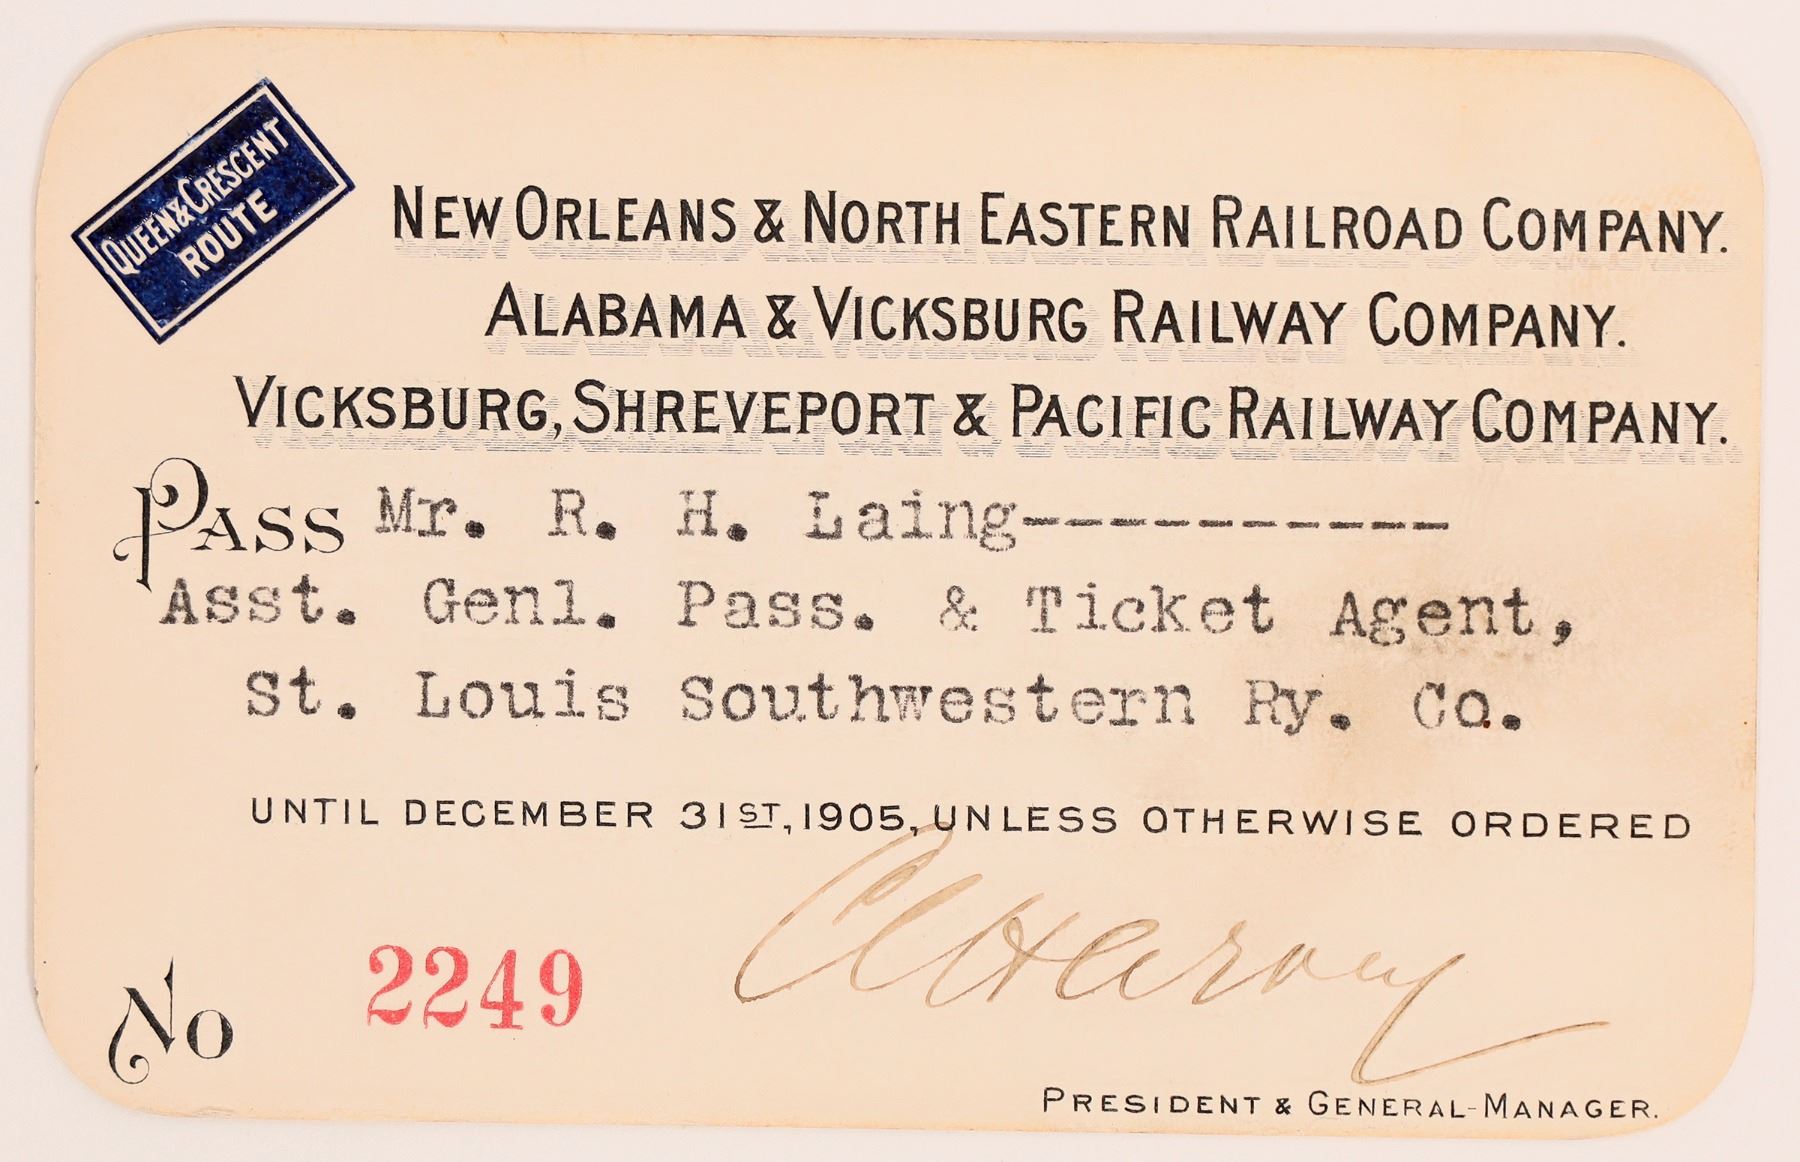 QUEEN & CRESCENT
ROUTE
NEW ORLEANS & NORTH EASTERN RAILROAD COMPANY.
ALABAMA & VICKSBURG RAILWAY COMPANY.
VICKSBURG, SHREVEPORT & PACIFIC RAILWAY COMPANY.
PASS Mr. R. H. Laing-----------
Asst. Genl. Pass. & Ticket Agent,
St. Louis Southwestern Ry. Co.
UNTIL DECEMBER 31ST, 1905, UNLESS OTHERWISE ORDERED
No 2249
CC Harvey
PRESIDENT & GENERAL-MANAGER.